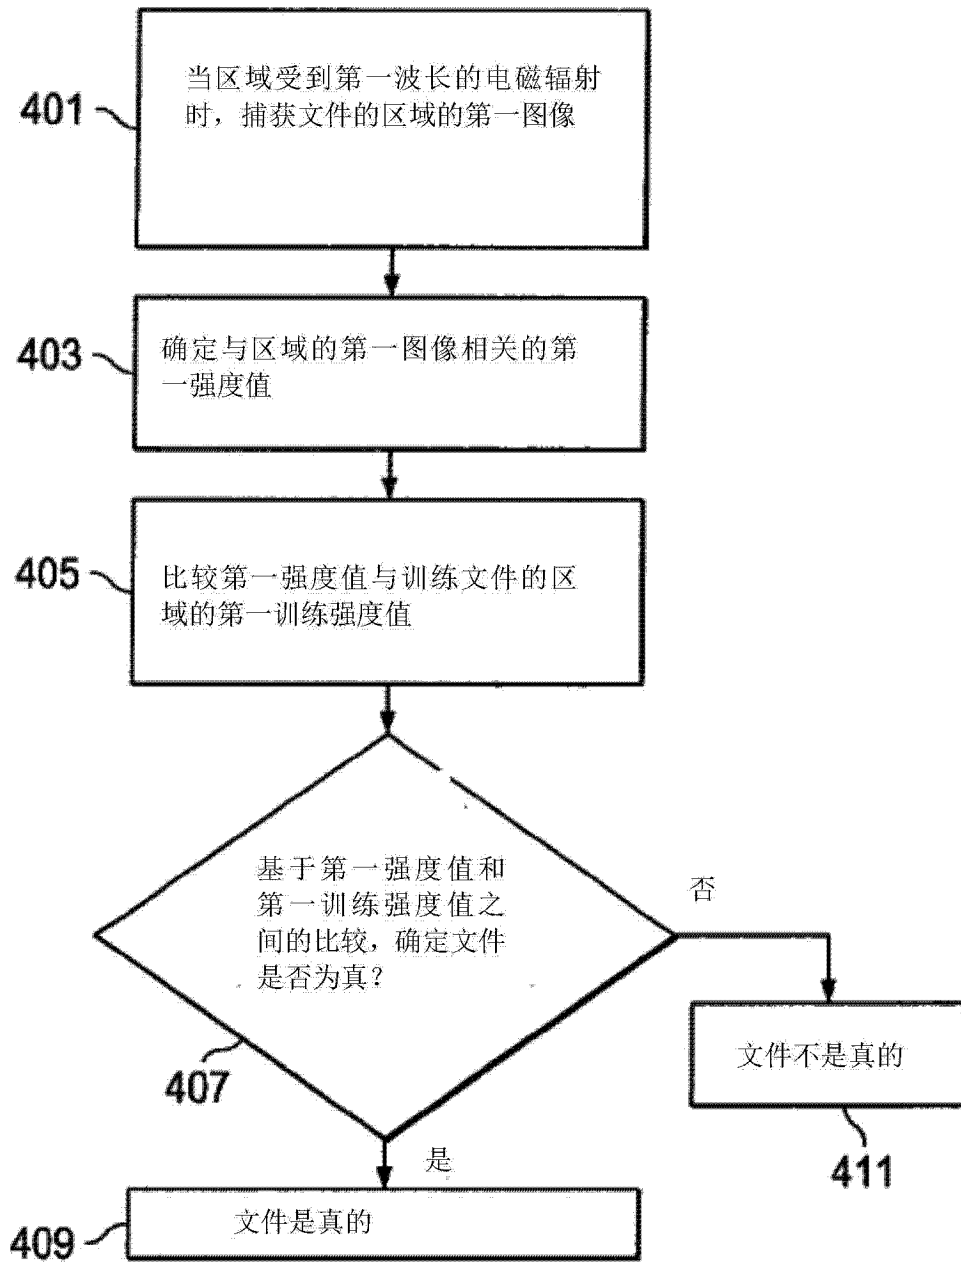 401
当区域受到第一波长的电磁辐射
时，捕获文件的区域的第一图像
403
确定与区域的第一图像相关的第
一强度值
405
比较第一强度值与训练文件的区
域的第一训练强度值
基于第一强度值和
第一训练强度值之
间的比较，确定文件
是否为真？
否
407
文件不是真的
411
是
409
文件是真的